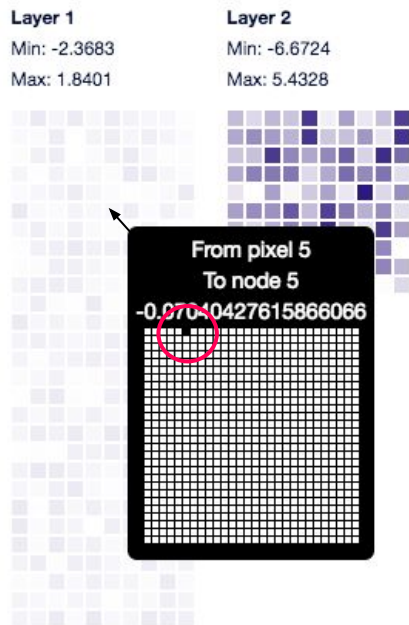 Layer 1
Min: -2.3683
Max: 1.8401
Layer 2
Min: -6.6724
Max: 5.4328
From pixel 5
To node 5
-0.07040427615866066